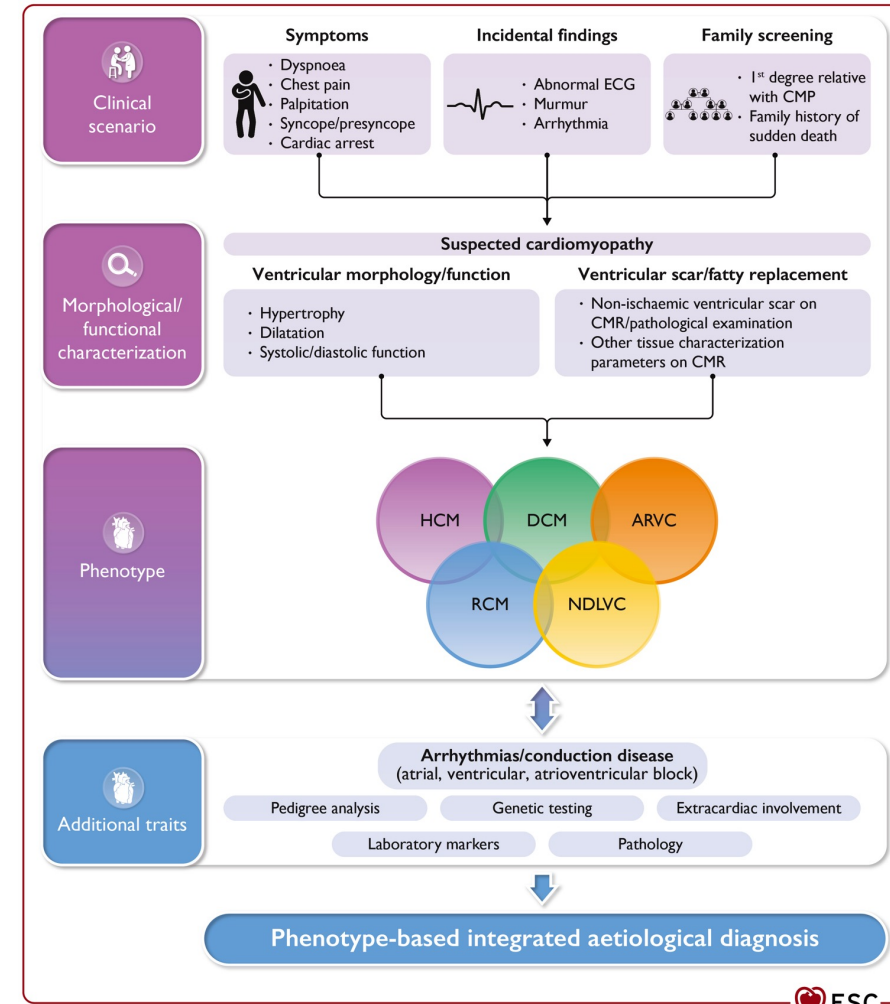 Clinical
scenario
Symptoms
· Dyspnoea
· Chest pain
· Palpitation
· Syncope/presyncope
· Cardiac arrest
Incidental findings
· Abnormal ECG
· Murmur
· Arrhythmia
Family screening
· 1st degree relative
with CMP
· Family history of
sudden death
Morphological/
functional
characterization
Suspected cardiomyopathy
Ventricular morphology/function
· Hypertrophy
· Dilatation
· Systolic/diastolic function
Ventricular scar/fatty replacement
· Non-ischaemic ventricular scar on
CMR/pathological examination
· Other tissue characterization
parameters on CMR
Phenotype
HCM
DCM
ARVC
RCM
NDLVC
Additional traits
Arrhythmias/conduction disease
(atrial, ventricular, atrioventricular block)
Pedigree analysis
Genetic testing
Extracardiac involvement
Laboratory markers
Pathology
Phenotype-based integrated aetiological diagnosis
ESC